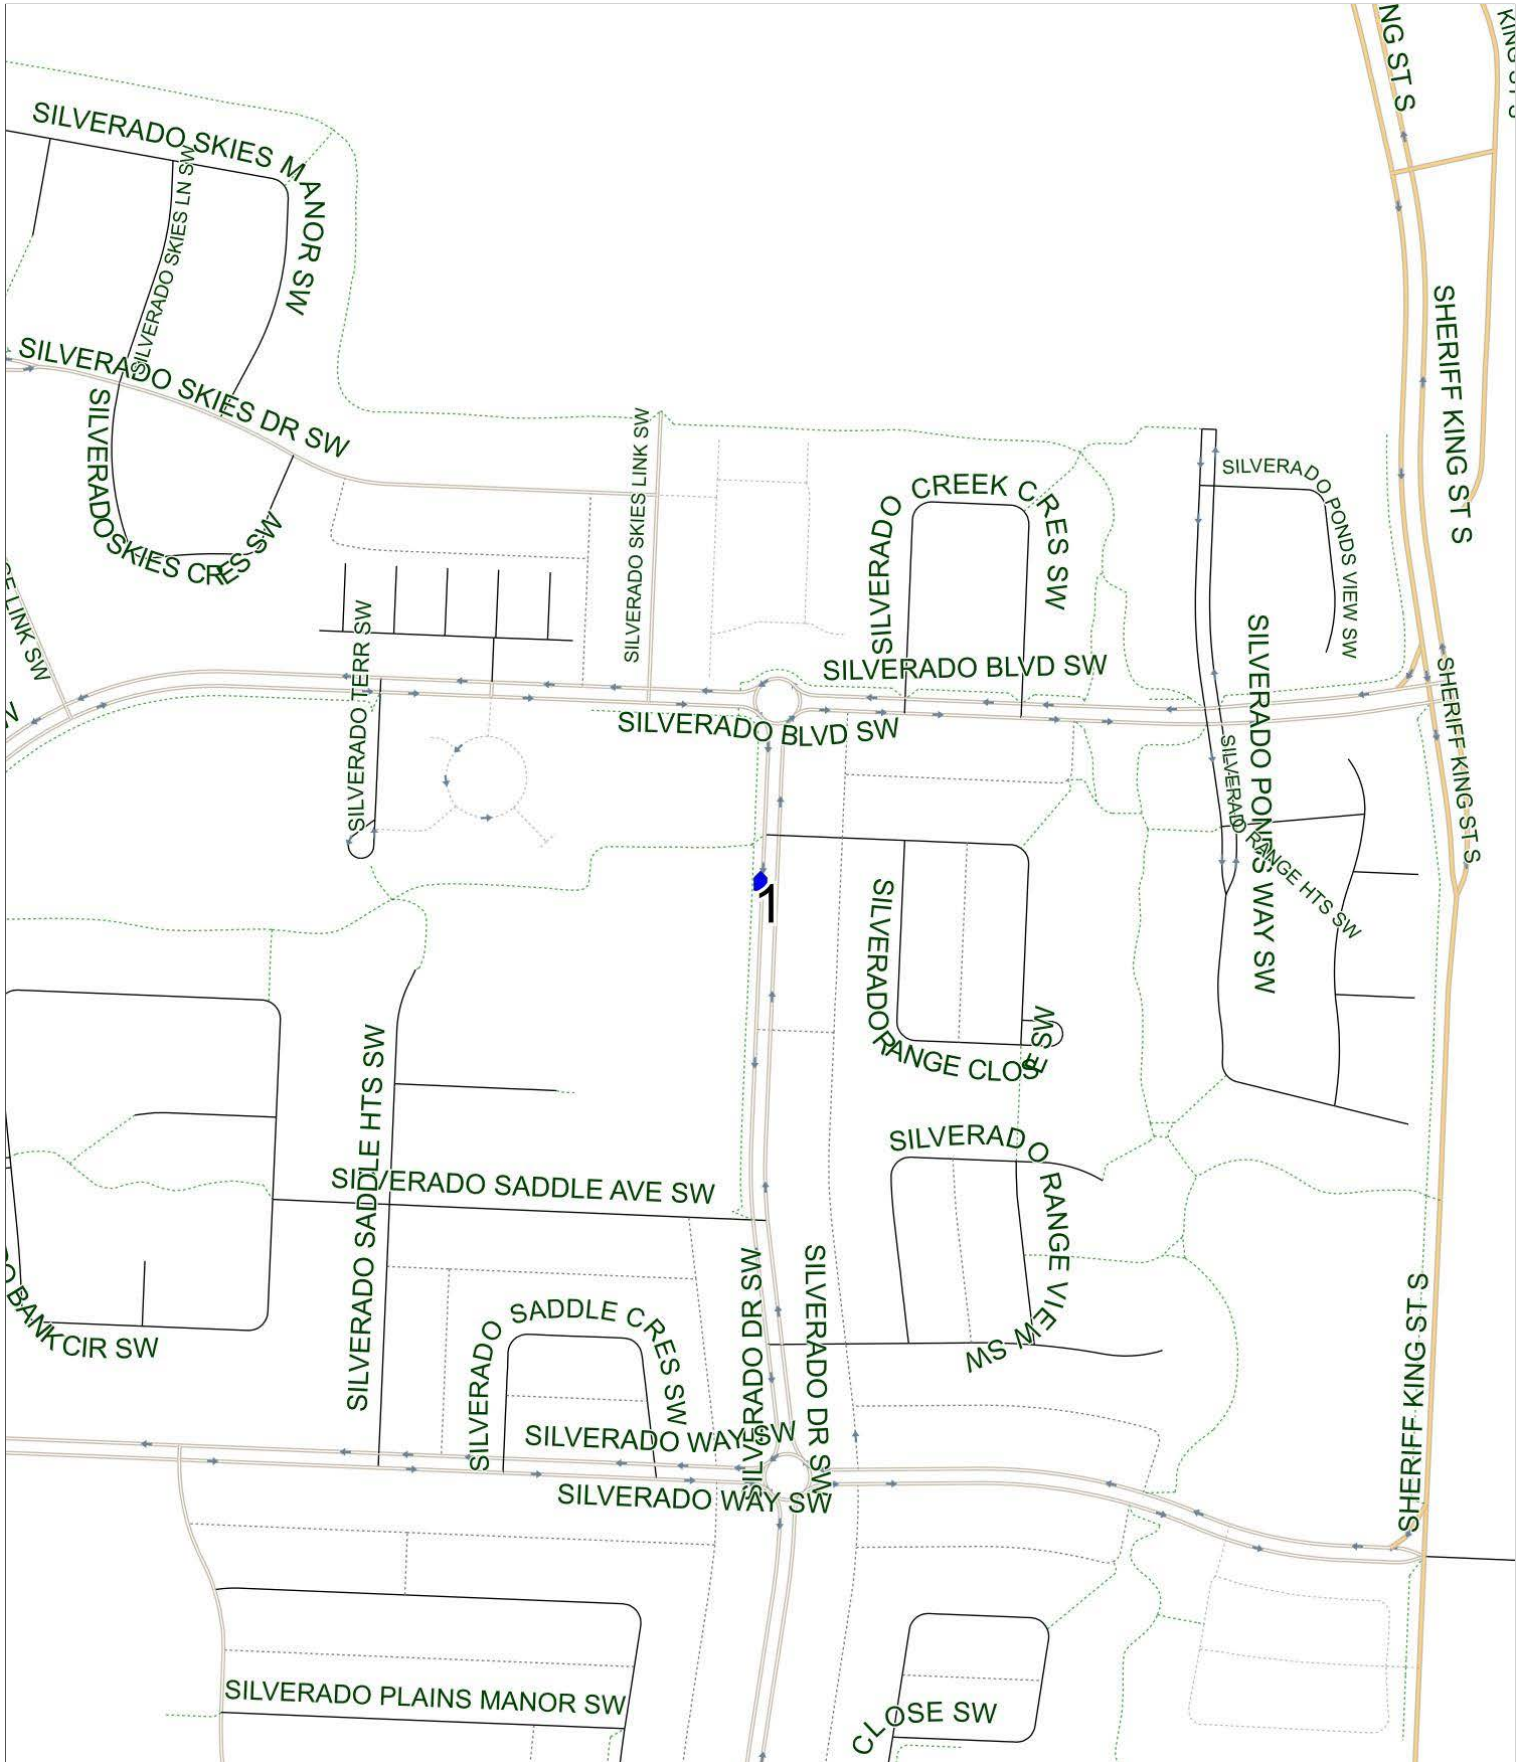 NG ST S
KING ST S
SILVERADO SKIES MANOR SW
SILVERADO SKIES LN SW
SHERIFF KING ST S
SILVERADO SKIES DR SW
SILVERADO SKIES CRES SW
SILVERADO SKIES LINK SW
SILVERADO CREEK CRES SW
SILVERADO PONDS VIEW SW
LINK SW
SILVERADO TERR SW
SILVERADO BLVD SW
SILVERADO BLVD SW
SILVERADO PONDS WAY SW
SHERIFF KING ST S
SILVERADO RANGE HTS SW
1
SILVERADO RANGE CLOSE SW
SILVERADO SADDLE HTS SW
SILVERADO SADDLE AVE SW
SILVERADO RANGE VIEW SW
O BANK CIR SW
SILVERADO SADDLE CRES SW
SILVERADO DR SW
SILVERADO DR SW
SHERIFF KING ST S
SILVERADO WAY SW
SILVERADO WAY SW
SILVERADO PLAINS MANOR SW
CLOSE SW